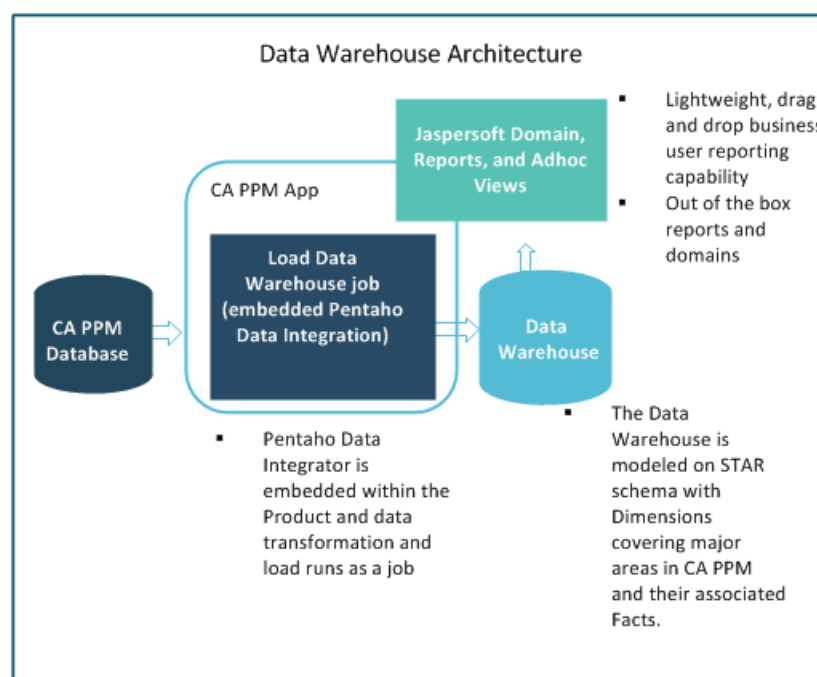 Data Warehouse Architecture
Jaspersoft Domain,
Reports, and Adhoc
Views
▪ Lightweight, drag
and drop business
user reporting
capability
▪ Out of the box
reports and
domains
CA PPM App
Load Data
Warehouse job
(embedded Pentaho
Data Integration)
CA PPM
Database
Data
Warehouse
▪ Pentaho Data
Integrator is
embedded within the
Product and data
transformation and
load runs as a job
▪ The Data
Warehouse is
modeled on STAR
schema with
Dimensions
covering major
areas in CA PPM
and their associated
Facts.